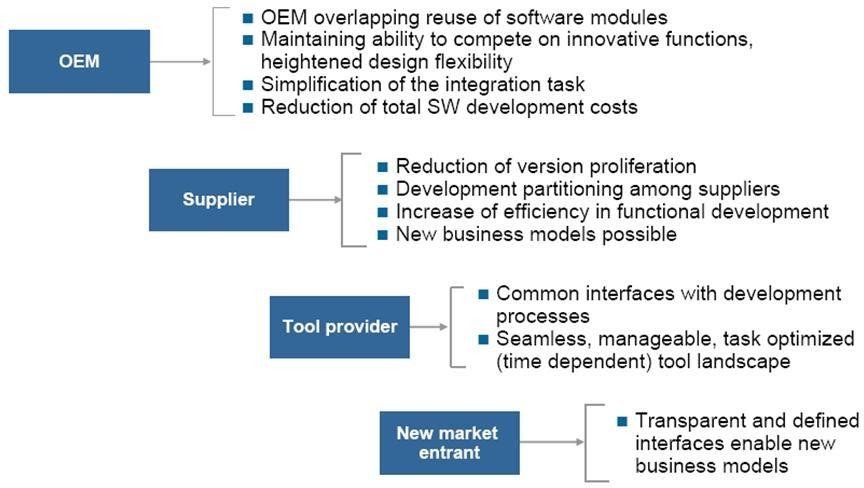 OEM
OEM overlapping reuse of software modules
Maintaining ability to compete on innovative functions,
heightened design flexibility
Simplification of the integration task
Reduction of total SW development costs
Supplier
Reduction of version proliferation
Development partitioning among suppliers
Increase of efficiency in functional development
New business models possible
Tool provider
Common interfaces with development
processes
Seamless, manageable, task optimized
(time dependent) tool landscape
New market
entrant
Transparent and defined
interfaces enable new
business models